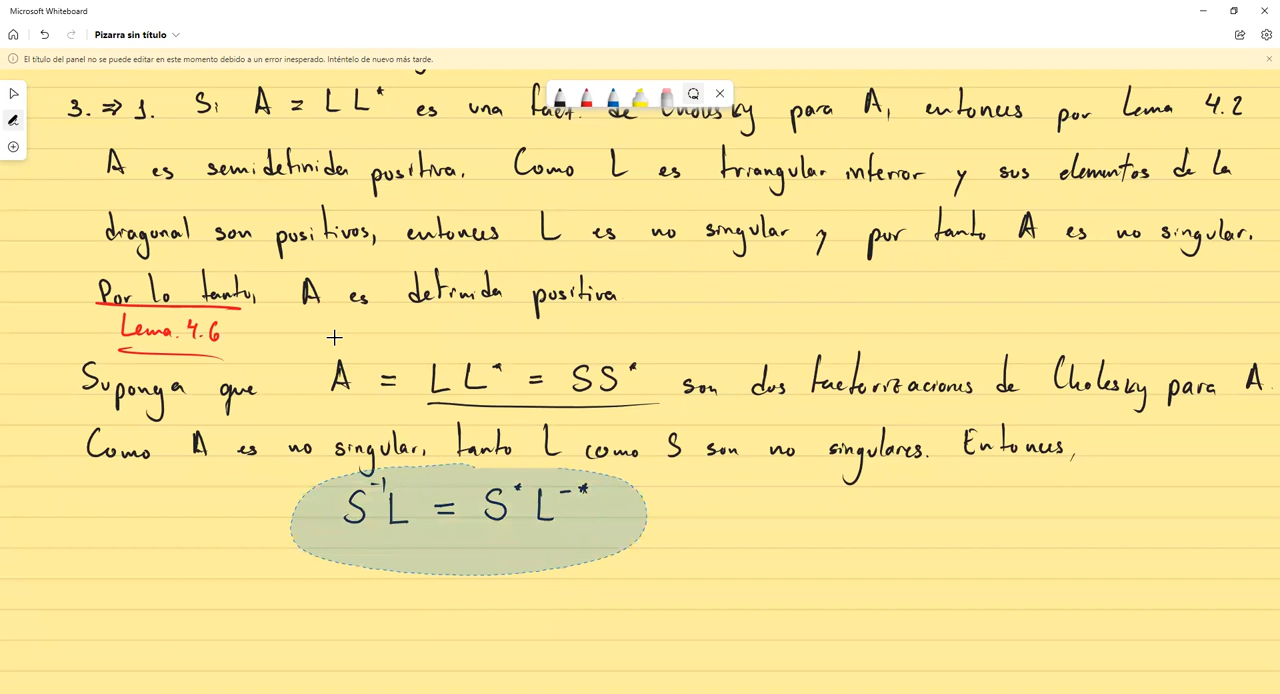 Microsoft Whiteboard
Pizarra sin título
El título del panel no se puede editar en este momento debido a un error inesperado. Inténtelo de nuevo más tarde.
3. ⇒ 1. Si A = L L* es una fact. de Cholesky para A, entonces por Lema 4.2
A es semidefinida positiva. Como L es triangular inferior y sus elementos de la
diagonal son positivos, entonces L es no singular y por tanto A es no singular.
Por lo tanto, A es definida positiva
Lema. 4.6
Suponga que A = L L* = S S* son dos factorizaciones de Cholesky para A.
Como A es no singular, tanto L como S son no singulares. Entonces,
S⁻¹L = S*L⁻*